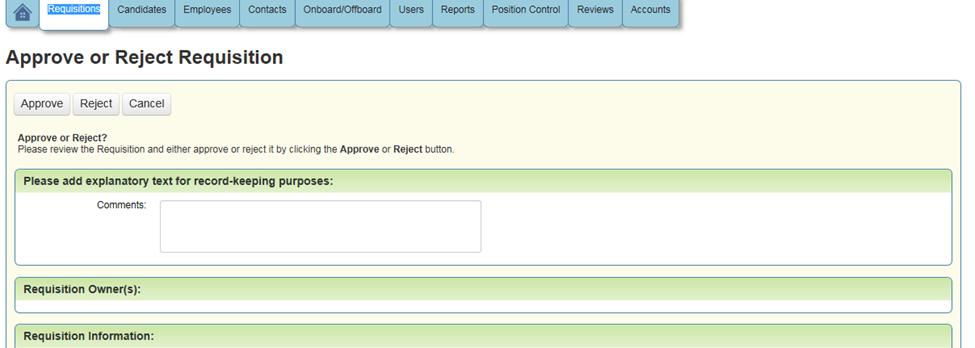 Requisitions Candidates Employees Contacts Onboard/Offboard Users Reports Position Control Reviews Accounts
Approve or Reject Requisition
Approve Reject Cancel
Approve or Reject?
Please review the Requisition and either approve or reject it by clicking the Approve or Reject button.
Please add explanatory text for record-keeping purposes:
Comments:
Requisition Owner(s):
Requisition Information: